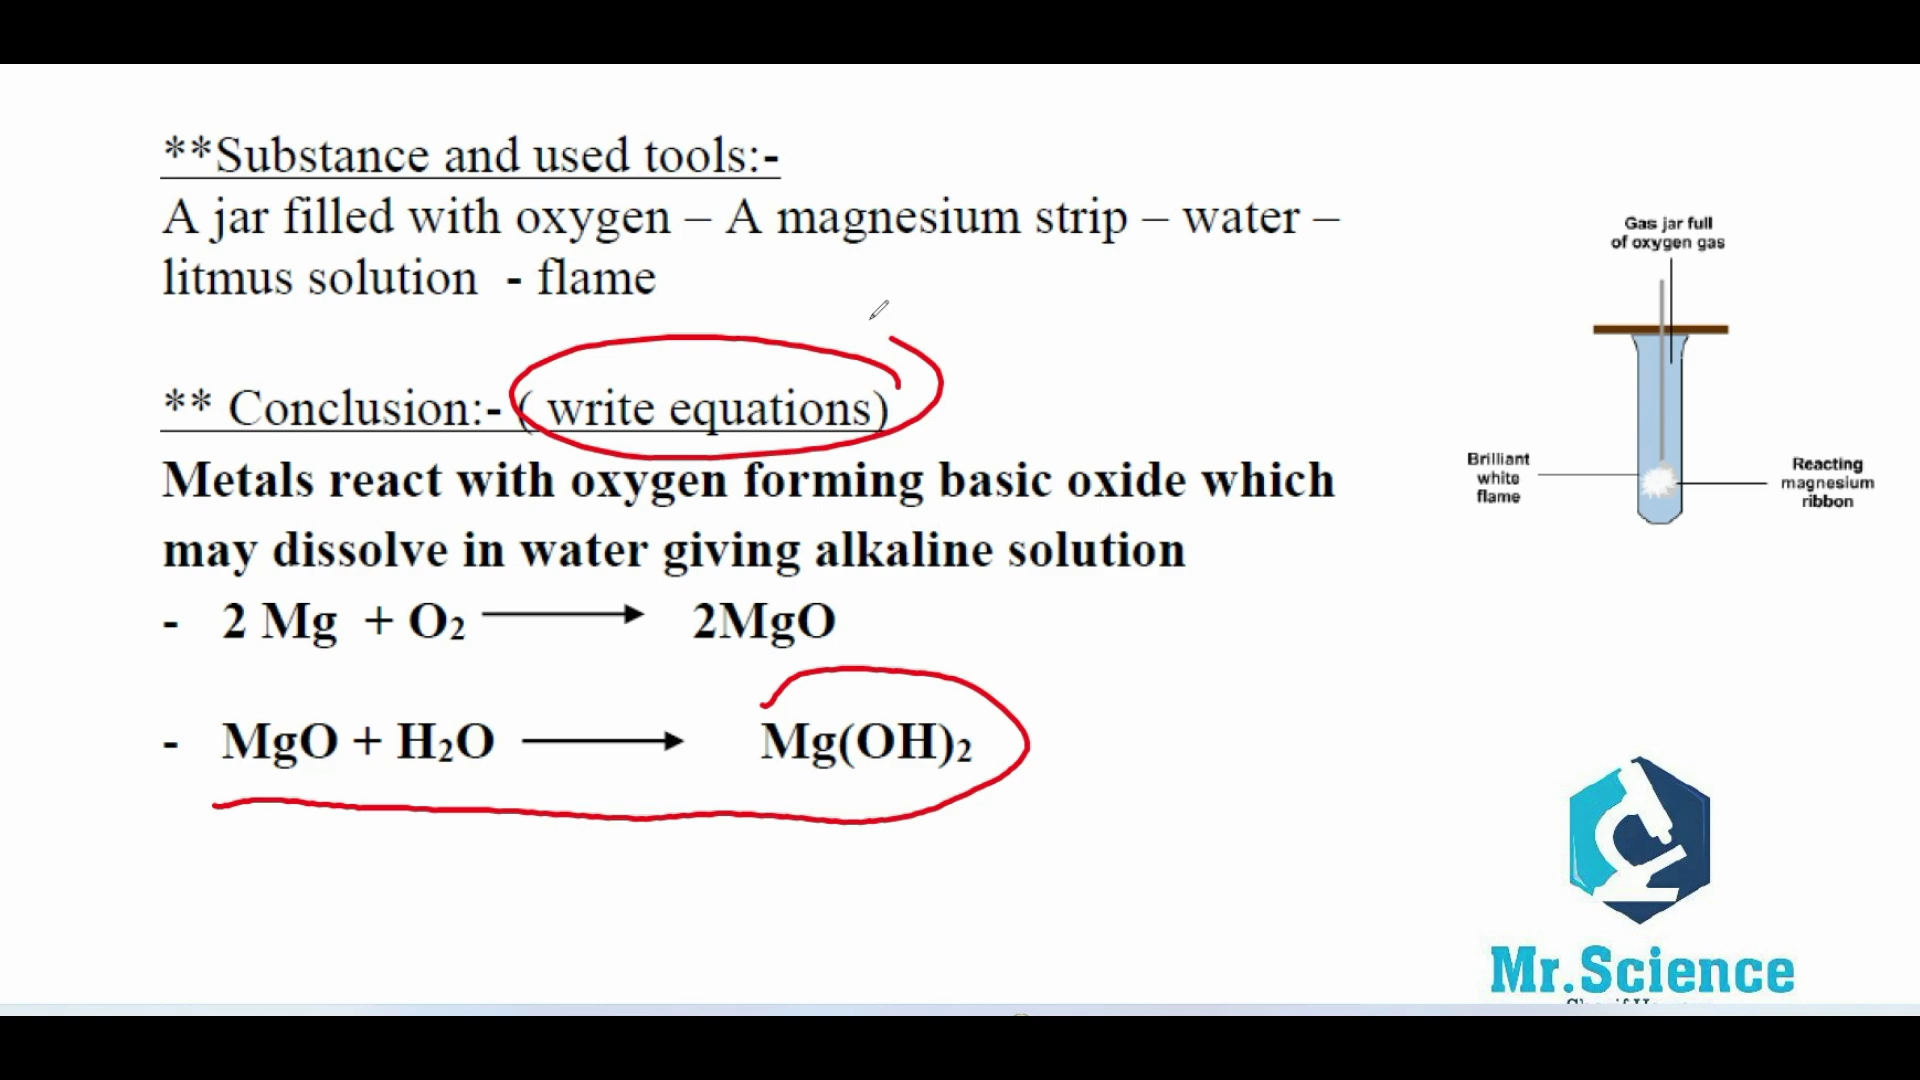 **Substance and used tools:-
A jar filled with oxygen – A magnesium strip – water –
litmus solution - flame
** Conclusion:- ( write equations)
Metals react with oxygen forming basic oxide which
may dissolve in water giving alkaline solution
- 2 Mg + O₂ ⟶ 2MgO
- MgO + H₂O ⟶ Mg(OH)₂
Gas jar full
of oxygen gas
Brilliant
white
flame
Reacting
magnesium
ribbon
Mr.Science